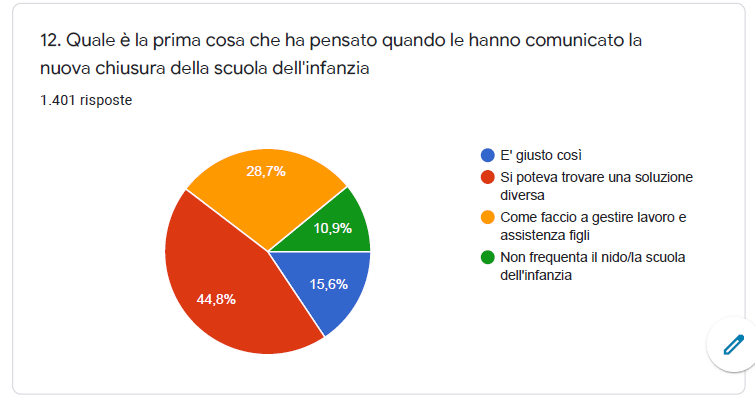 12. Quale è la prima cosa che ha pensato quando le hanno comunicato la
nuova chiusura della scuola dell'infanzia
1.401 risposte
28,7%
10,9%
15,6%
44,8%
E' giusto così
Si poteva trovare una soluzione
diversa
Come faccio a gestire lavoro e
assistenza figli
Non frequenta il nido/la scuola
dell'infanzia